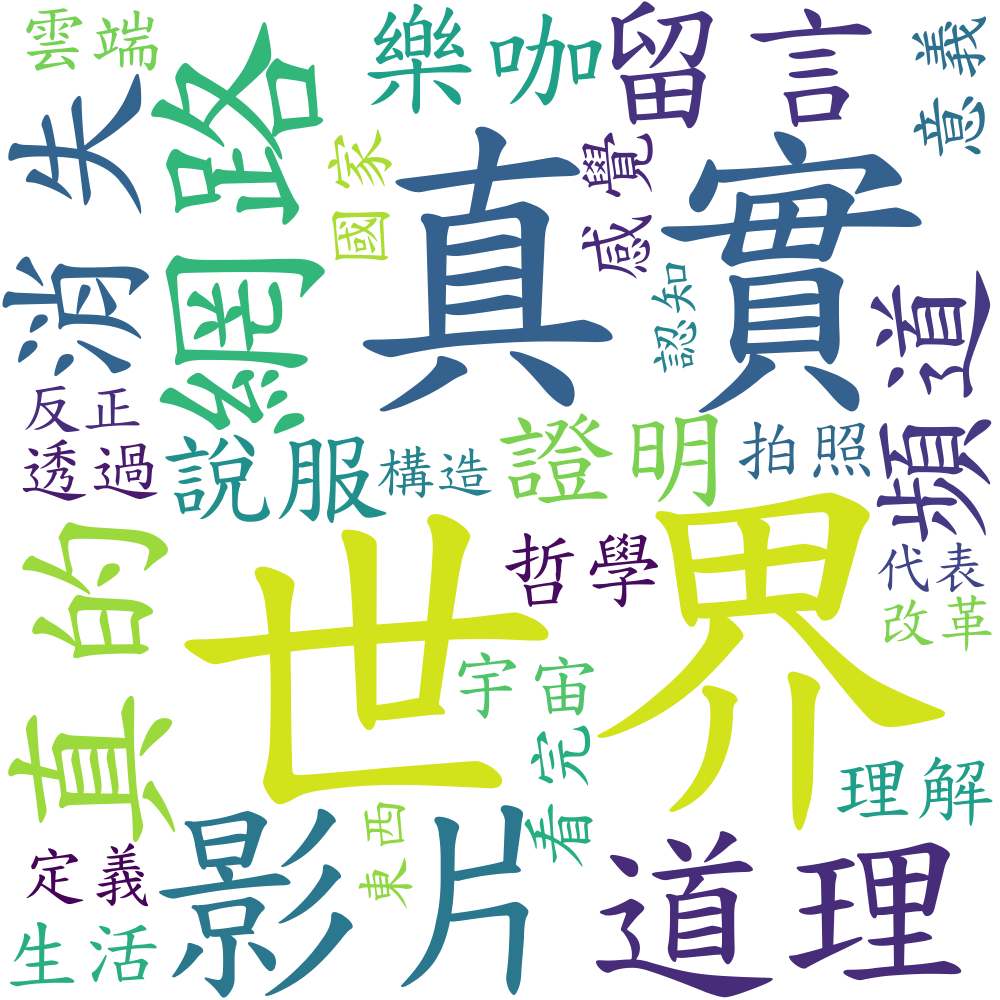 雲端
樂咖
留言
意義
消失
網路
國家
真實
感覺
認知
頻道
反正
透過
說服
構造
證明
拍照
真的
世界
哲學
代表
改革
宇宙
看完
理解
定義
生活
影片
東西
道理